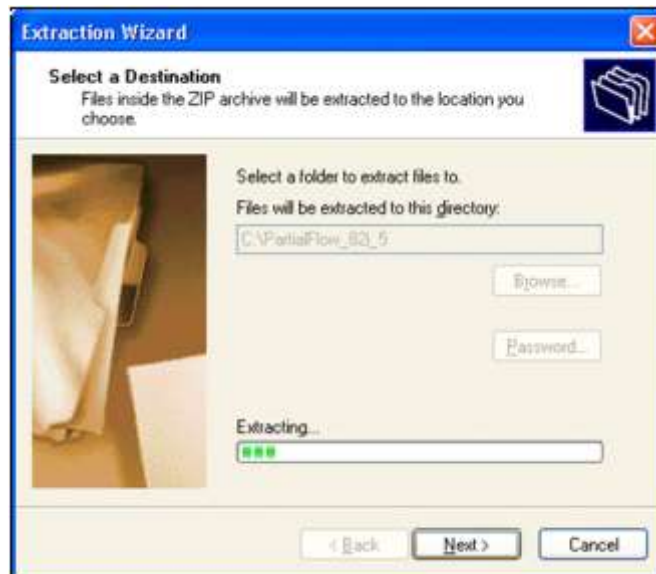 Extraction Wizard
Select a Destination
Files inside the ZIP archive will be extracted to the location you
choose.
Select a folder to extract files to.
Files will be extracted to this directory:
C:\PartialFlow_82i_5
Browse...
Password...
Extracting...
< Back
Next >
Cancel